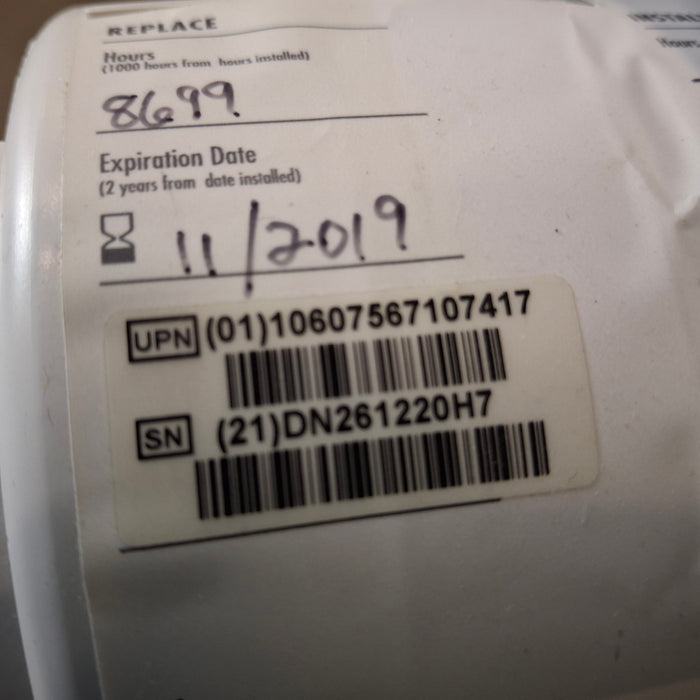 REPLACE
Hours
(1000 hours from hours installed)
8699
Expiration Date
(2 years from date installed)
11/2019
UPN (01)10607567107417
SN (21)DN261220H7
Hours